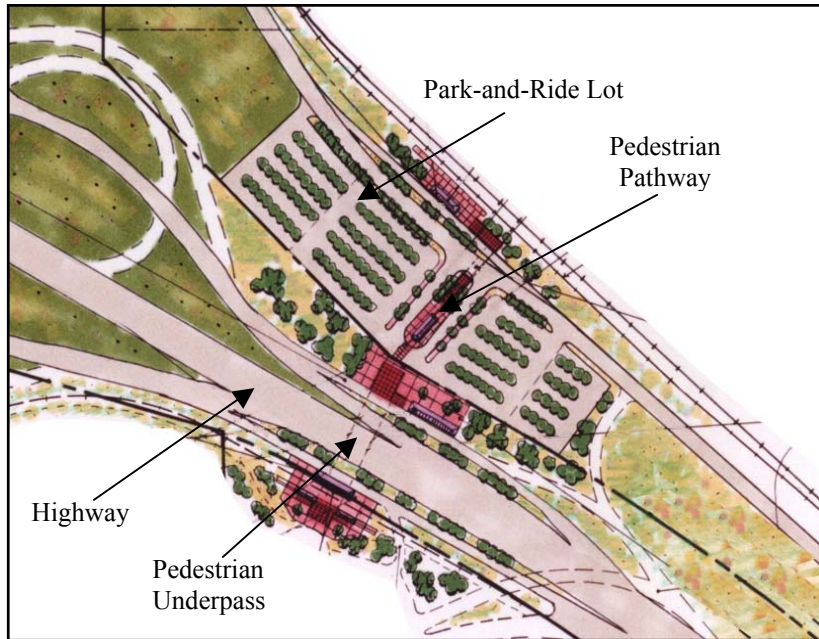 Park-and-Ride Lot
Pedestrian
Pathway
Highway
Pedestrian
Underpass